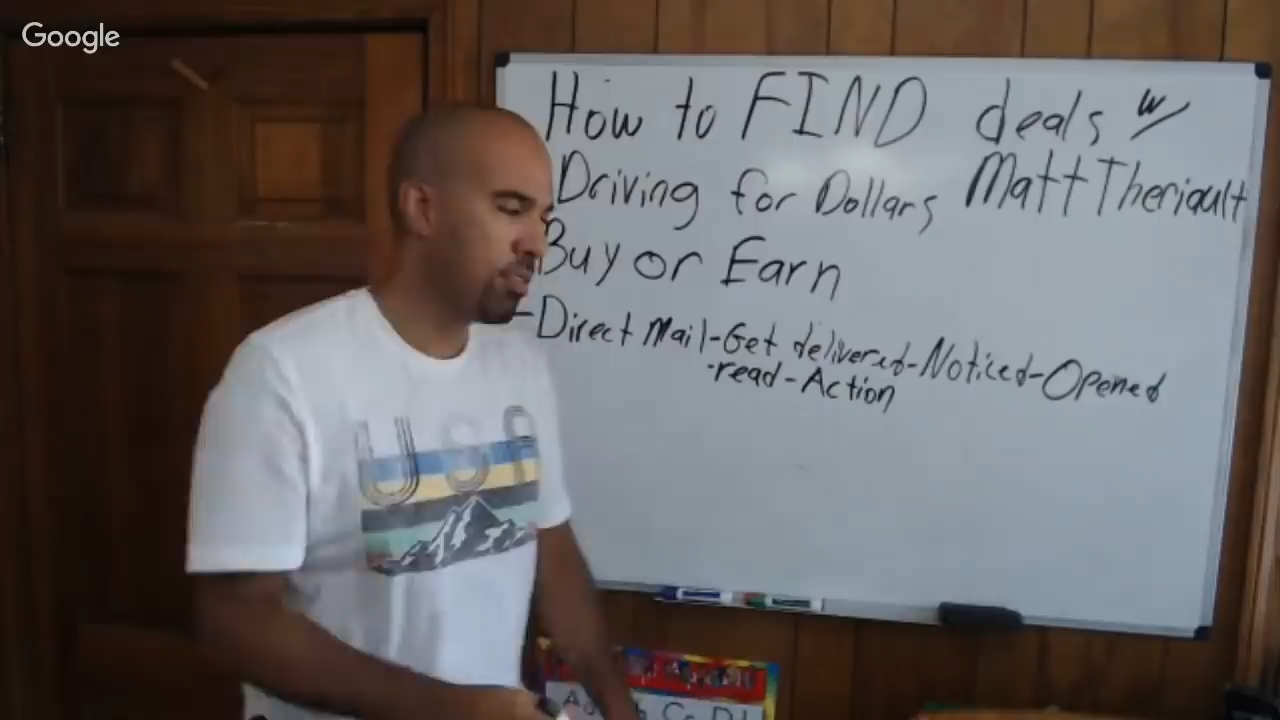 Google
How to FIND deals w/
Driving for Dollars Matt Theriault
Buy or Earn
-Direct Mail-Get delivered-Noticed-Opened
-read-Action
USA